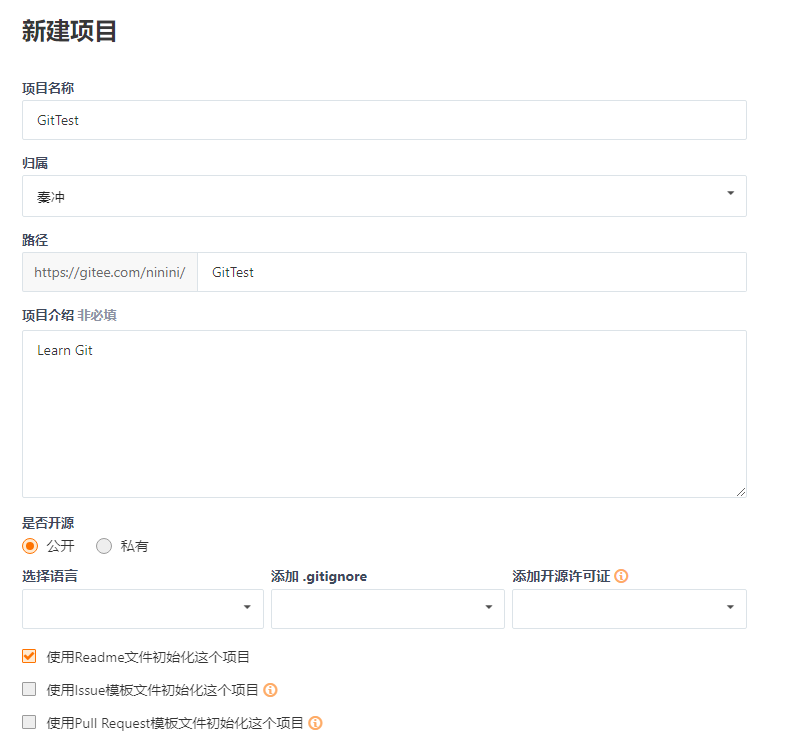 新建项目
项目名称
GitTest
归属
秦冲
路径
https://gitee.com/ninini/ GitTest
项目介绍 非必填
Learn Git
是否开源
公开 私有
选择语言 添加 .gitignore 添加开源许可证
使用Readme文件初始化这个项目
使用Issue模板文件初始化这个项目
使用Pull Request模板文件初始化这个项目